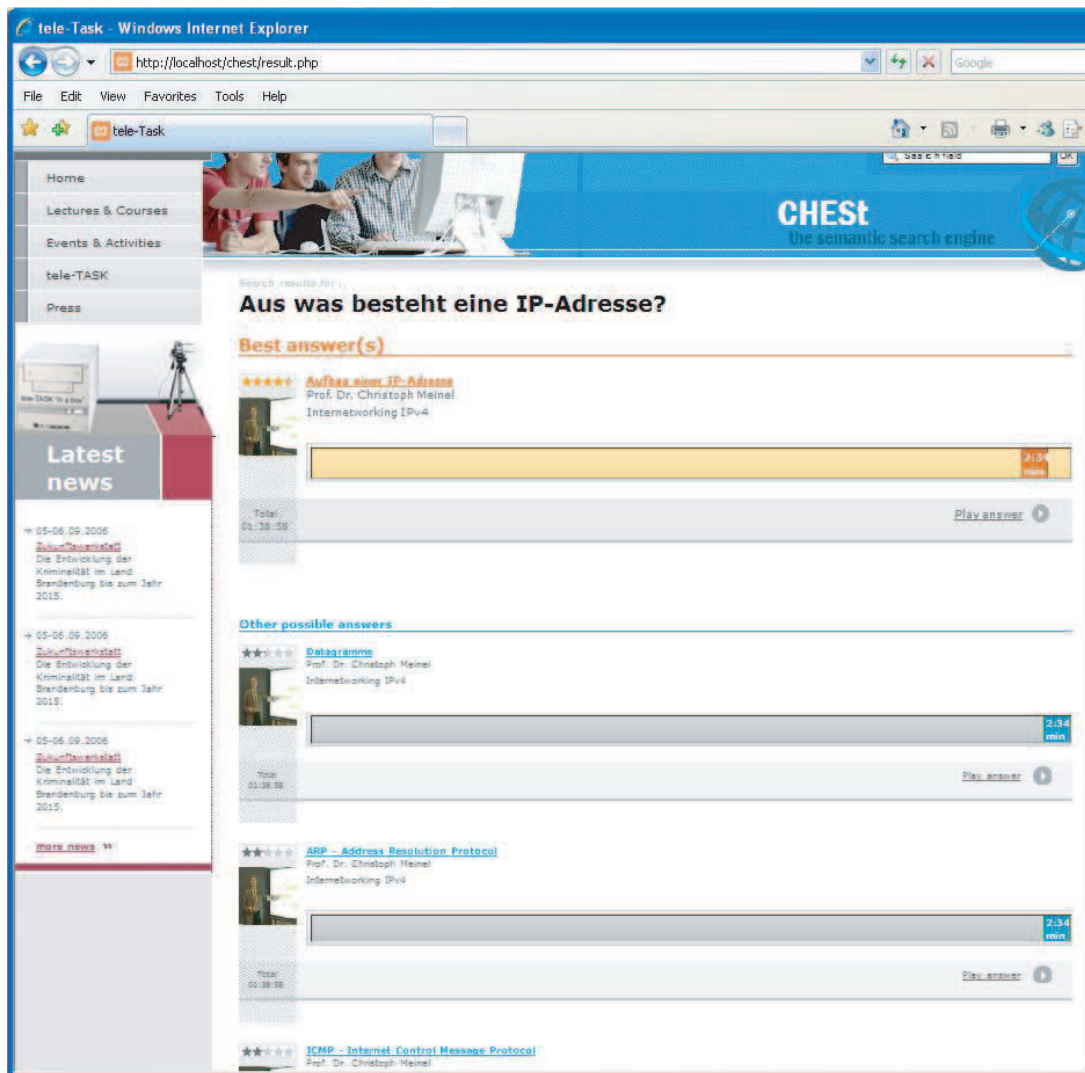 tele-Task - Windows Internet Explorer
http://localhost/chest/result.php
Google
File Edit View Favorites Tools Help
tele-Task
Home
Lectures & Courses
Events & Activities
tele-TASK
Press
OK
CHESt
the semantic search engine
Search results for
Aus was besteht eine IP-Adresse?
Best answer(s)
Aufbau einer IP-Adresse
Prof. Dr. Christoph Meinel
Internetworking IPv4
2:34
min
Total
01:38:58
Play answer
Latest
news
05-06.09.2006
Zukunftswerkstatt
Die Entwicklung der
Kriminalität im Land
Brandenburg bis zum Jahr
2015.
05-06.09.2006
Zukunftswerkstatt
Die Entwicklung der
Kriminalität im Land
Brandenburg bis zum Jahr
2015.
05-06.09.2006
Zukunftswerkstatt
Die Entwicklung der
Kriminalität im Land
Brandenburg bis zum Jahr
2015.
more news »
Other possible answers
Datagramme
Prof. Dr. Christoph Meinel
Internetworking IPv4
2:34
min
Total
01:38:58
Play answer
ARP - Address Resolution Protocol
Prof. Dr. Christoph Meinel
Internetworking IPv4
2:34
min
Total
01:38:58
Play answer
ICMP - Internet Control Message Protocol
Prof. Dr. Christoph Meinel